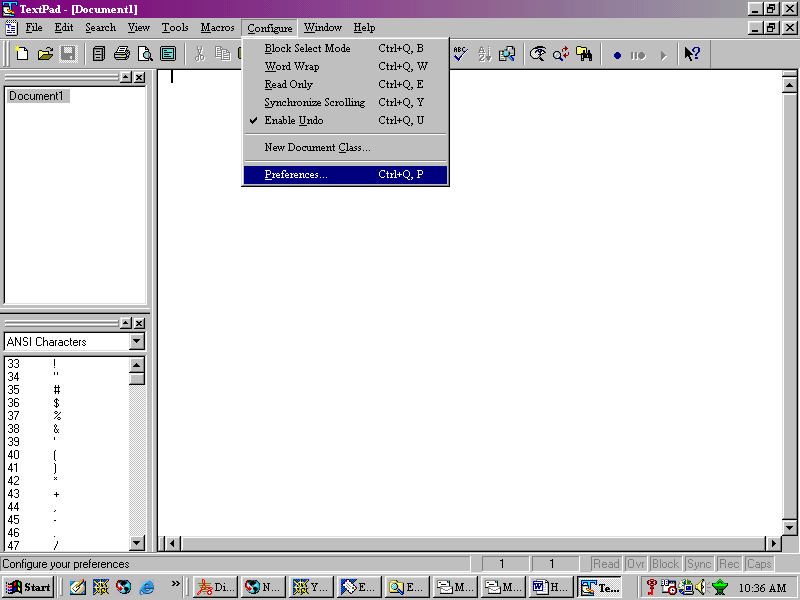 TextPad - [Document1]
File Edit Search View Tools Macros Configure Window Help
Block Select Mode Ctrl+Q, B
Word Wrap Ctrl+Q, W
Read Only Ctrl+Q, E
Synchronize Scrolling Ctrl+Q, Y
Enable Undo Ctrl+Q, U
New Document Class...
Preferences... Ctrl+Q, P
ABC
Document1
ANSI Characters
33 !
34 "
35 #
36 $
37 %
38 &
39 '
40 (
41 )
42 *
43 +
44 ,
45 -
46 .
47 /
Configure your preferences 1 1 Read Ovr Block Sync Rec Caps
Start Di... N... Y... E... E... M... M... H... Te... 10:36 AM